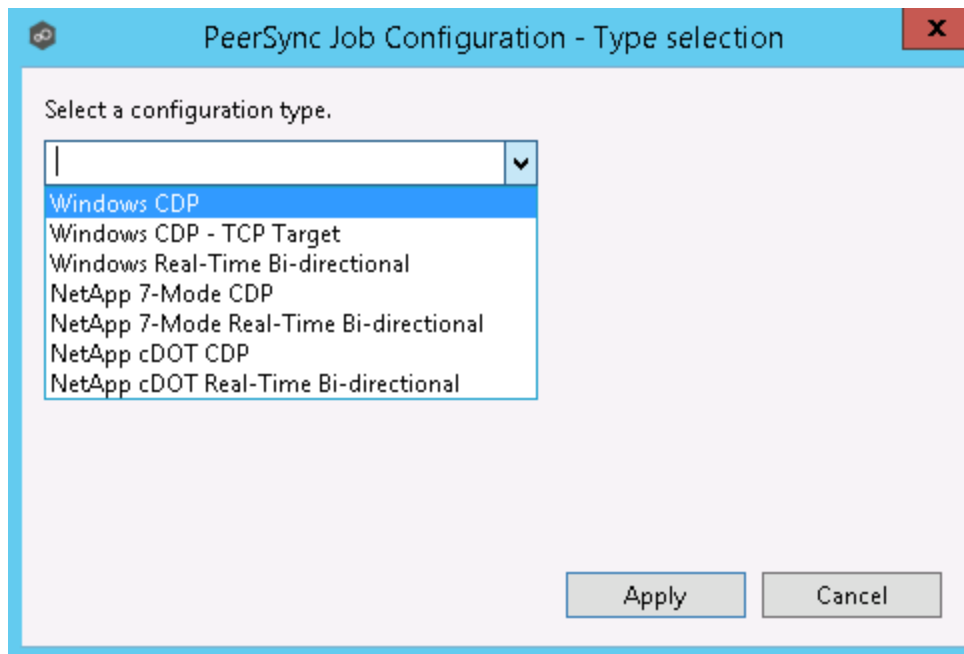 PeerSync Job Configuration - Type selection
x
Select a configuration type.
Windows CDP
Windows CDP - TCP Target
Windows Real-Time Bi-directional
NetApp 7-Mode CDP
NetApp 7-Mode Real-Time Bi-directional
NetApp cDOT CDP
NetApp cDOT Real-Time Bi-directional
Apply Cancel